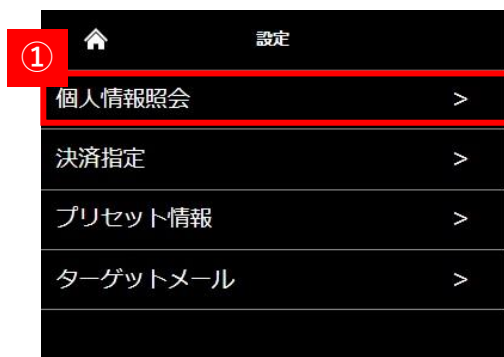 設定
①
個人情報照会 >
決済指定 >
プリセット情報 >
ターゲットメール >